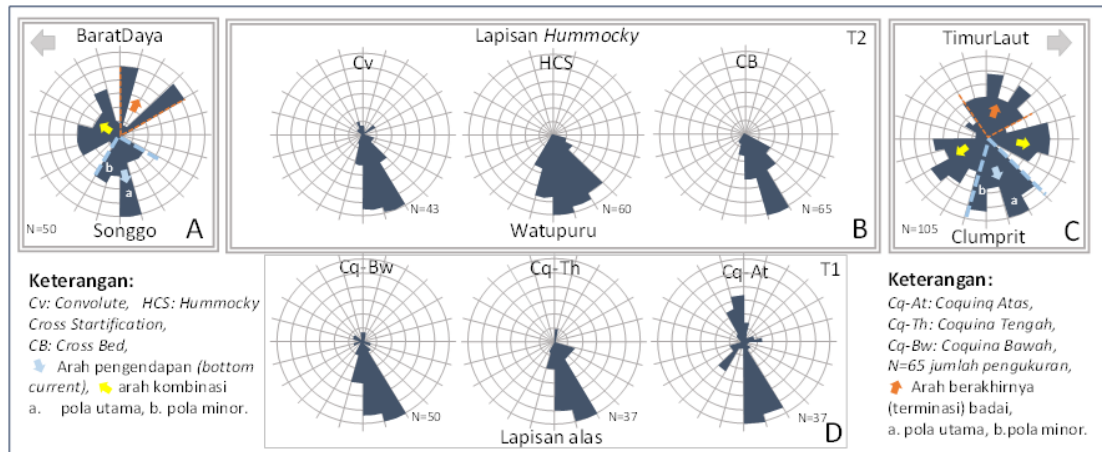 BaratDaya
Lapisan Hummocky
T2
TimurLaut
Cv
HCS
CB
b
a
N=50
Songgo
A
N=43
N=60
N=65
Watupuru
B
b
a
N=105
Clumprit
C
Keterangan:
Cv: Convolute, HCS: Hummocky
Cross Startification,
CB: Cross Bed,
Arah pengendapan (bottom
current), arah kombinasi
a. pola utama, b. pola minor.
Cq-Bw
Cq-Th
Cq-At
T1
N=50
N=37
N=37
Lapisan alas
D
Keterangan:
Cq-At: Coquina Atas,
Cq-Th: Coquina Tengah,
Cq-Bw: Coquina Bawah,
N=65 jumlah pengukuran,
Arah berakhirnya
(terminasi) badai,
a. pola utama, b.pola minor.